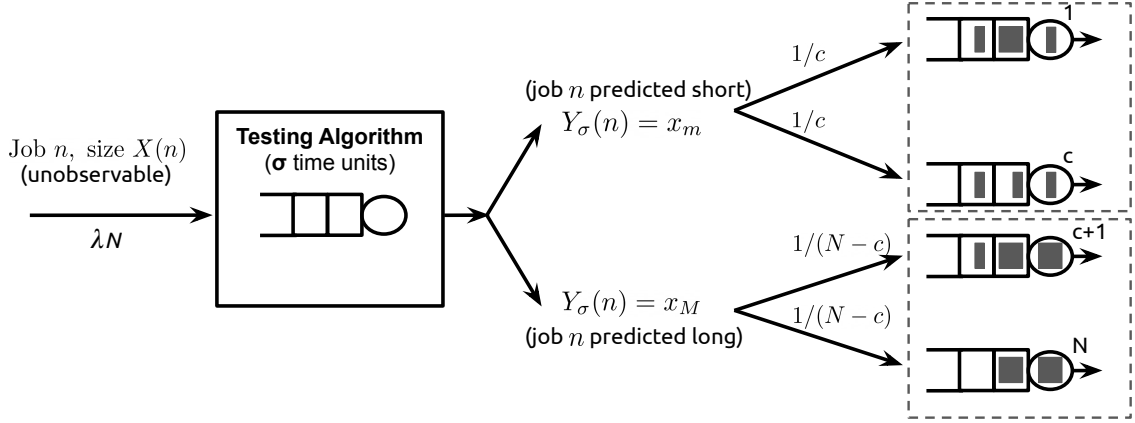 Job n, size X(n)
(unobservable)
λN
Testing Algorithm
(σ time units)
(job n predicted short)
Y_σ(n) = x_m
Y_σ(n) = x_M
(job n predicted long)
1/c
1/c
1/(N − c)
1/(N − c)
1
c
c+1
N